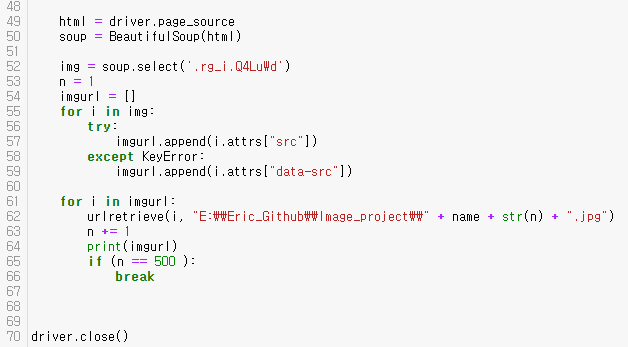 48
49 html = driver.page_source
50 soup = BeautifulSoup(html)
51
52 img = soup.select('.rg_i.Q4LuWd')
53 n = 1
54 imgurl = []
55 for i in img:
56 try:
57 imgurl.append(i.attrs["src"])
58 except KeyError:
59 imgurl.append(i.attrs["data-src"])
60
61 for i in imgurl:
62 urlretrieve(i, "E:₩₩Eric_Github₩₩Image_project₩₩" + name + str(n) + ".jpg")
63 n += 1
64 print(imgurl)
65 if (n == 500 ):
66 break
67
68
69
70 driver.close()